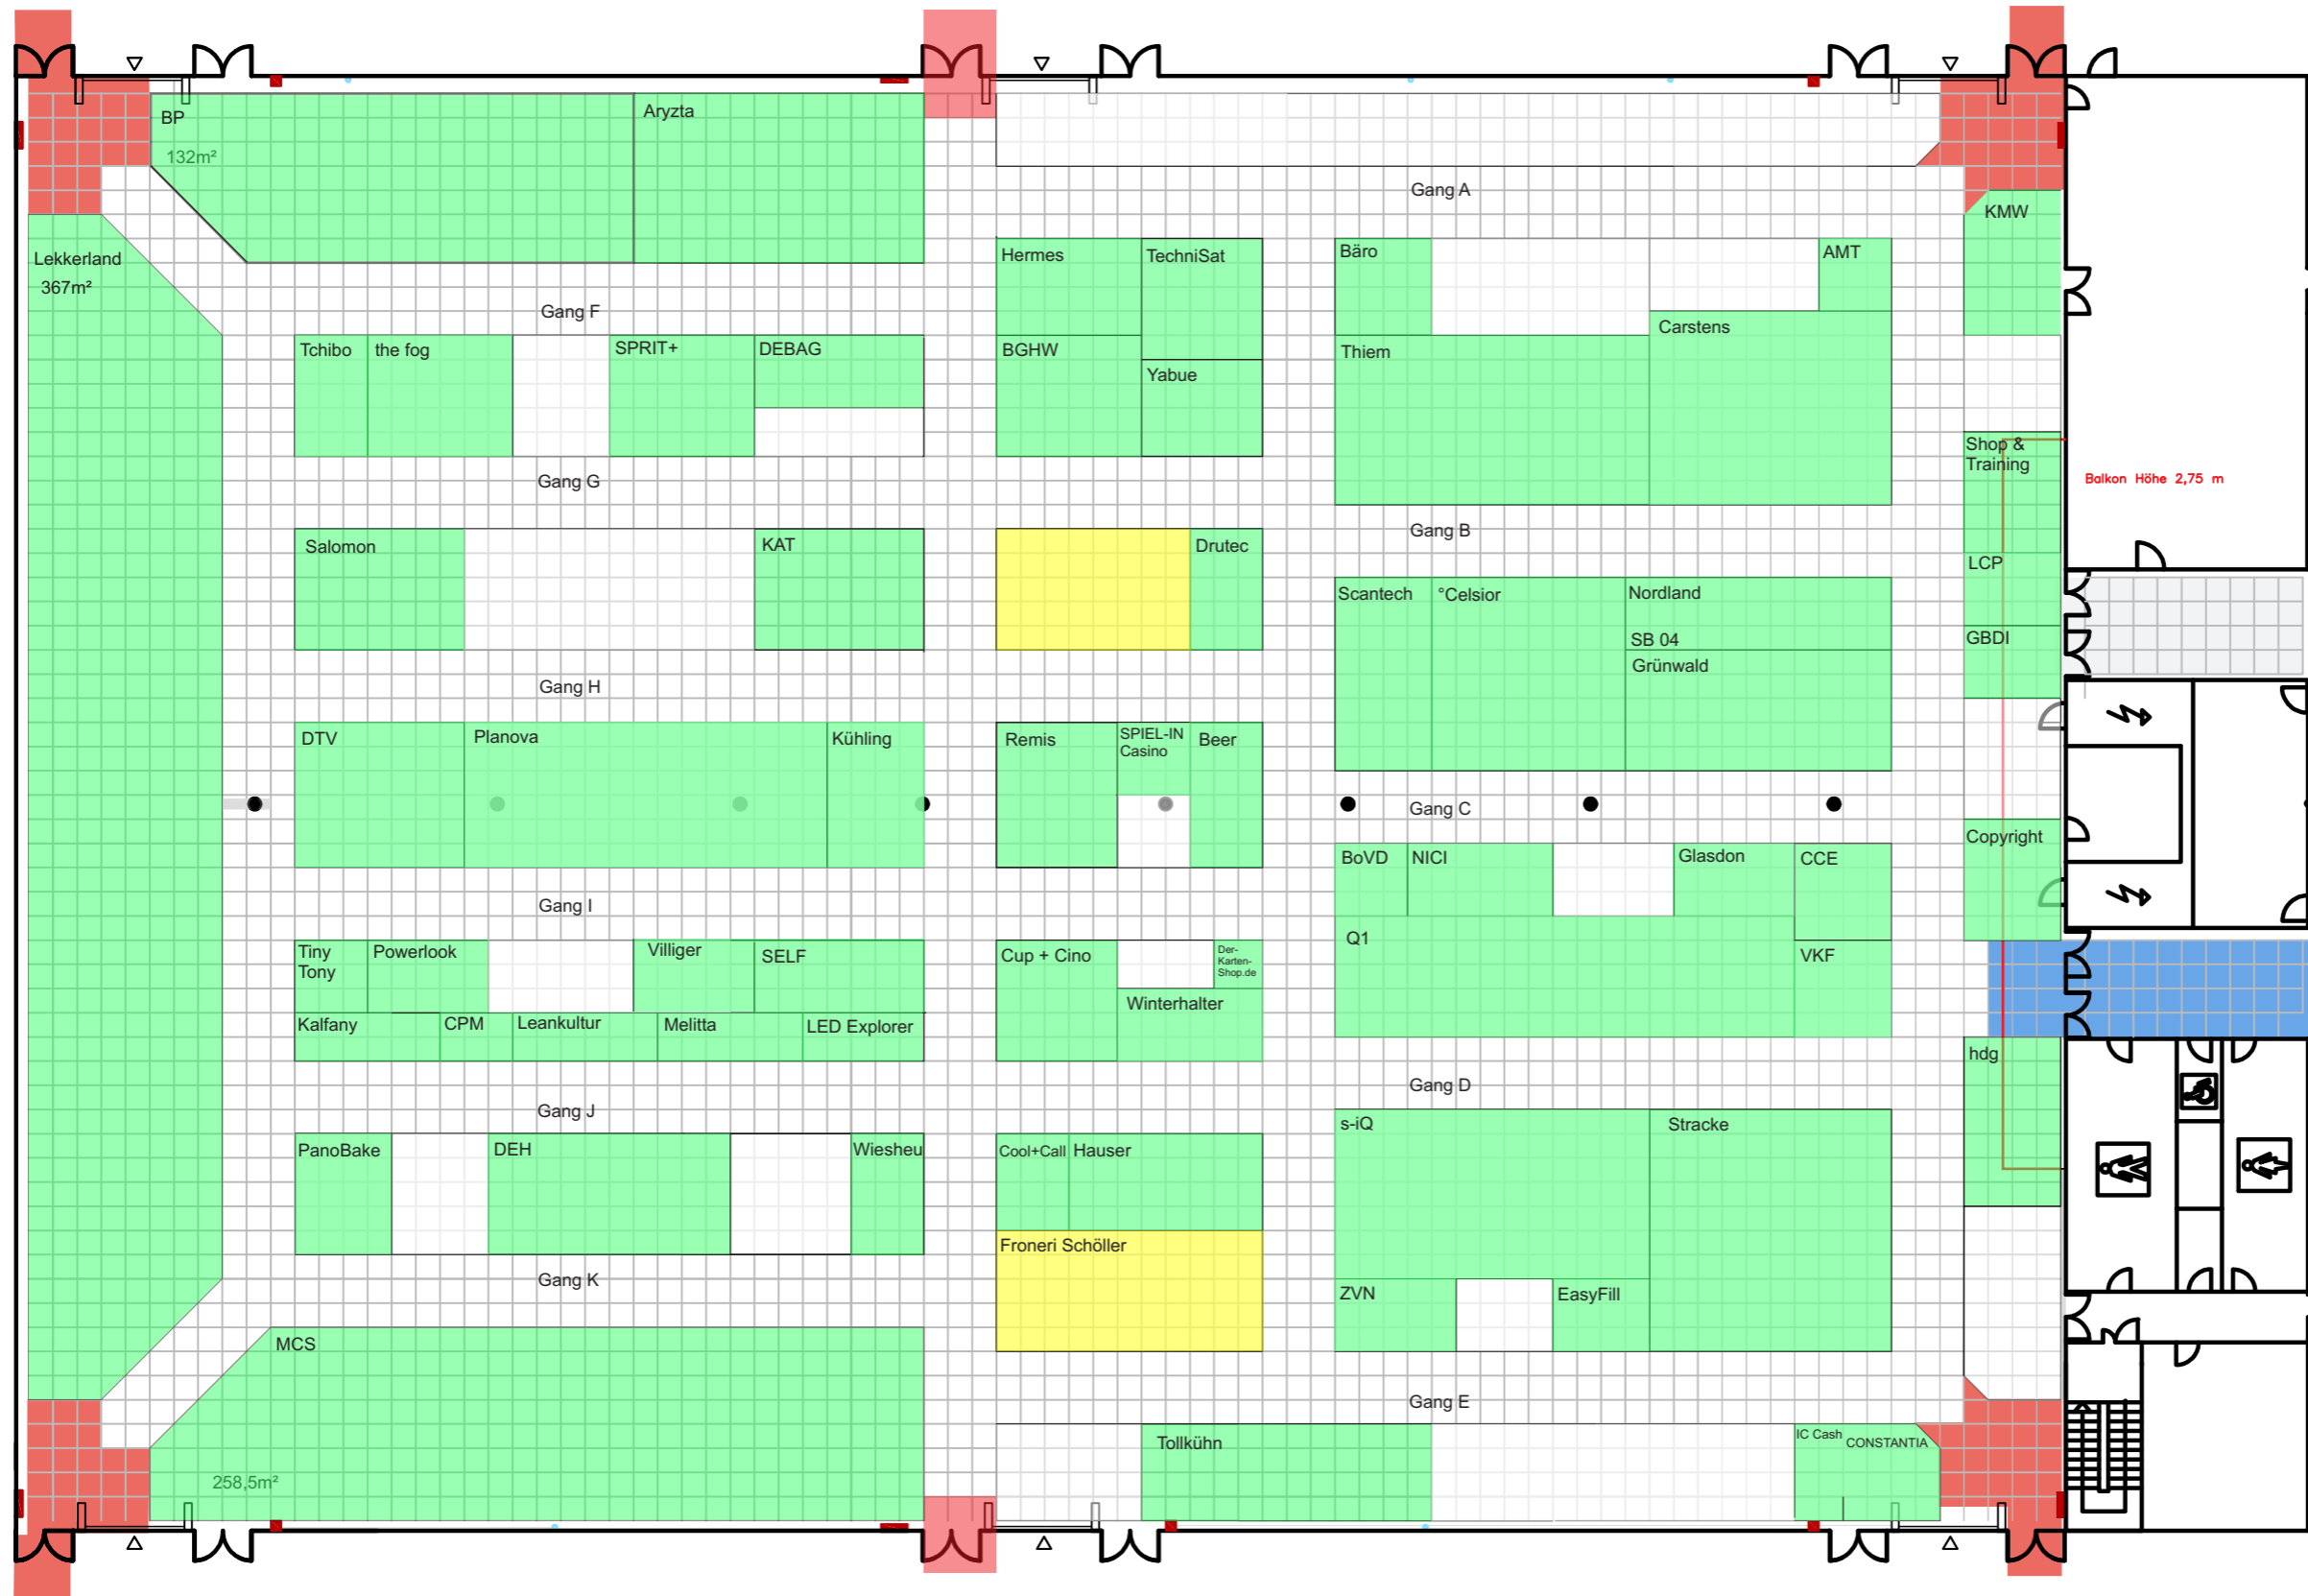 BP
132m²
Aryzta
Gang A
KMW
Lekkerland
367m²
Hermes
TechniSat
Bäro
AMT
Gang F
Tchibo
the fog
SPRIT+
DEBAG
BGHW
Yabue
Thiem
Carstens
Shop &
Training
Balkon Höhe 2,75 m
Gang G
Gang B
Salomon
KAT
Drutec
LCP
Scantech
°Celsior
Nordland
SB 04
Grünwald
GBDI
Gang H
DTV
Planova
Kühling
Remis
SPIEL-IN
Casino
Beer
Gang C
Copyright
BoVD
NICI
Glasdon
CCE
Gang I
Q1
VKF
Tiny
Tony
Powerlook
Villiger
SELF
Cup + Cino
Der-
Karten-
Shop.de
Winterhalter
Kalfany
CPM
Leankultur
Melitta
LED Explorer
hdg
Gang D
Gang J
s-iQ
Stracke
PanoBake
DEH
Wiesheu
Cool+Call
Hauser
Froneri Schöller
Gang K
ZVN
EasyFill
MCS
Gang E
Tollkühn
IC Cash
CONSTANTIA
258,5m²